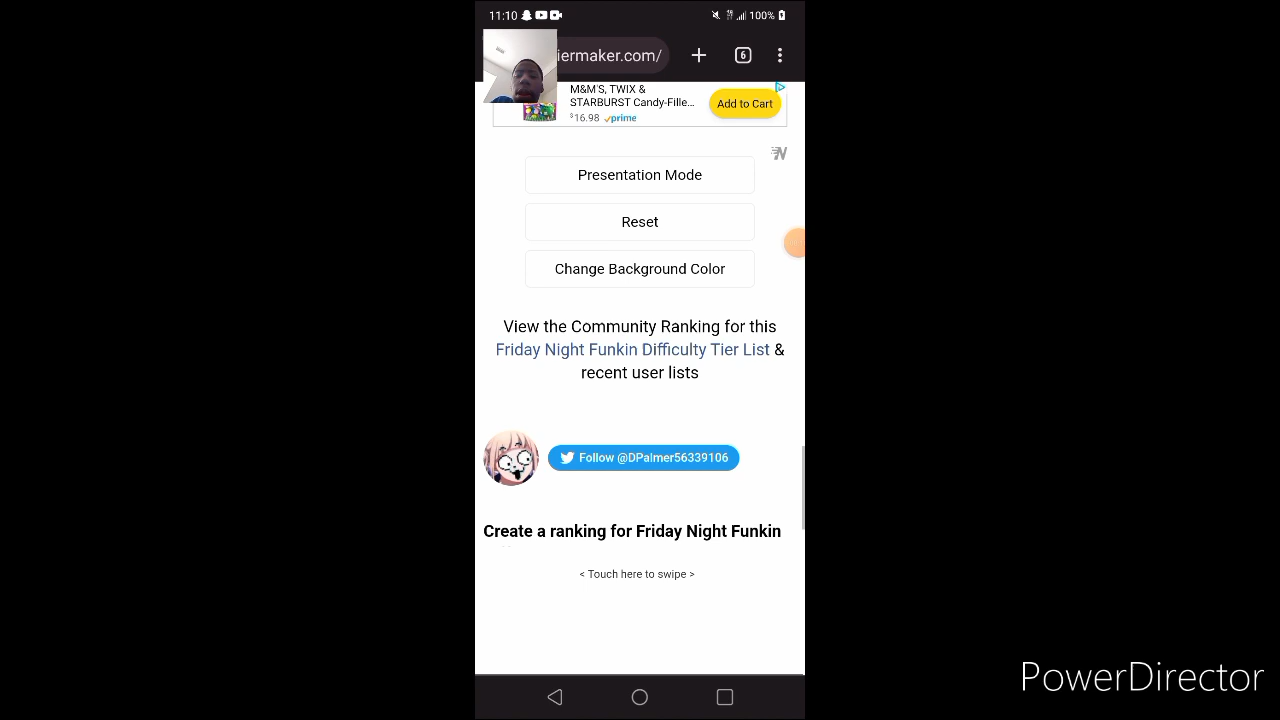 11:10
100%
iermaker.com/
6
M&M'S, TWIX &
STARBURST Candy-Fille...
$16.98 prime
Add to Cart
Presentation Mode
Reset
Change Background Color
View the Community Ranking for this
Friday Night Funkin Difficulty Tier List &
recent user lists
Follow @DPalmer56339106
Create a ranking for Friday Night Funkin
< Touch here to swipe >
PowerDirector